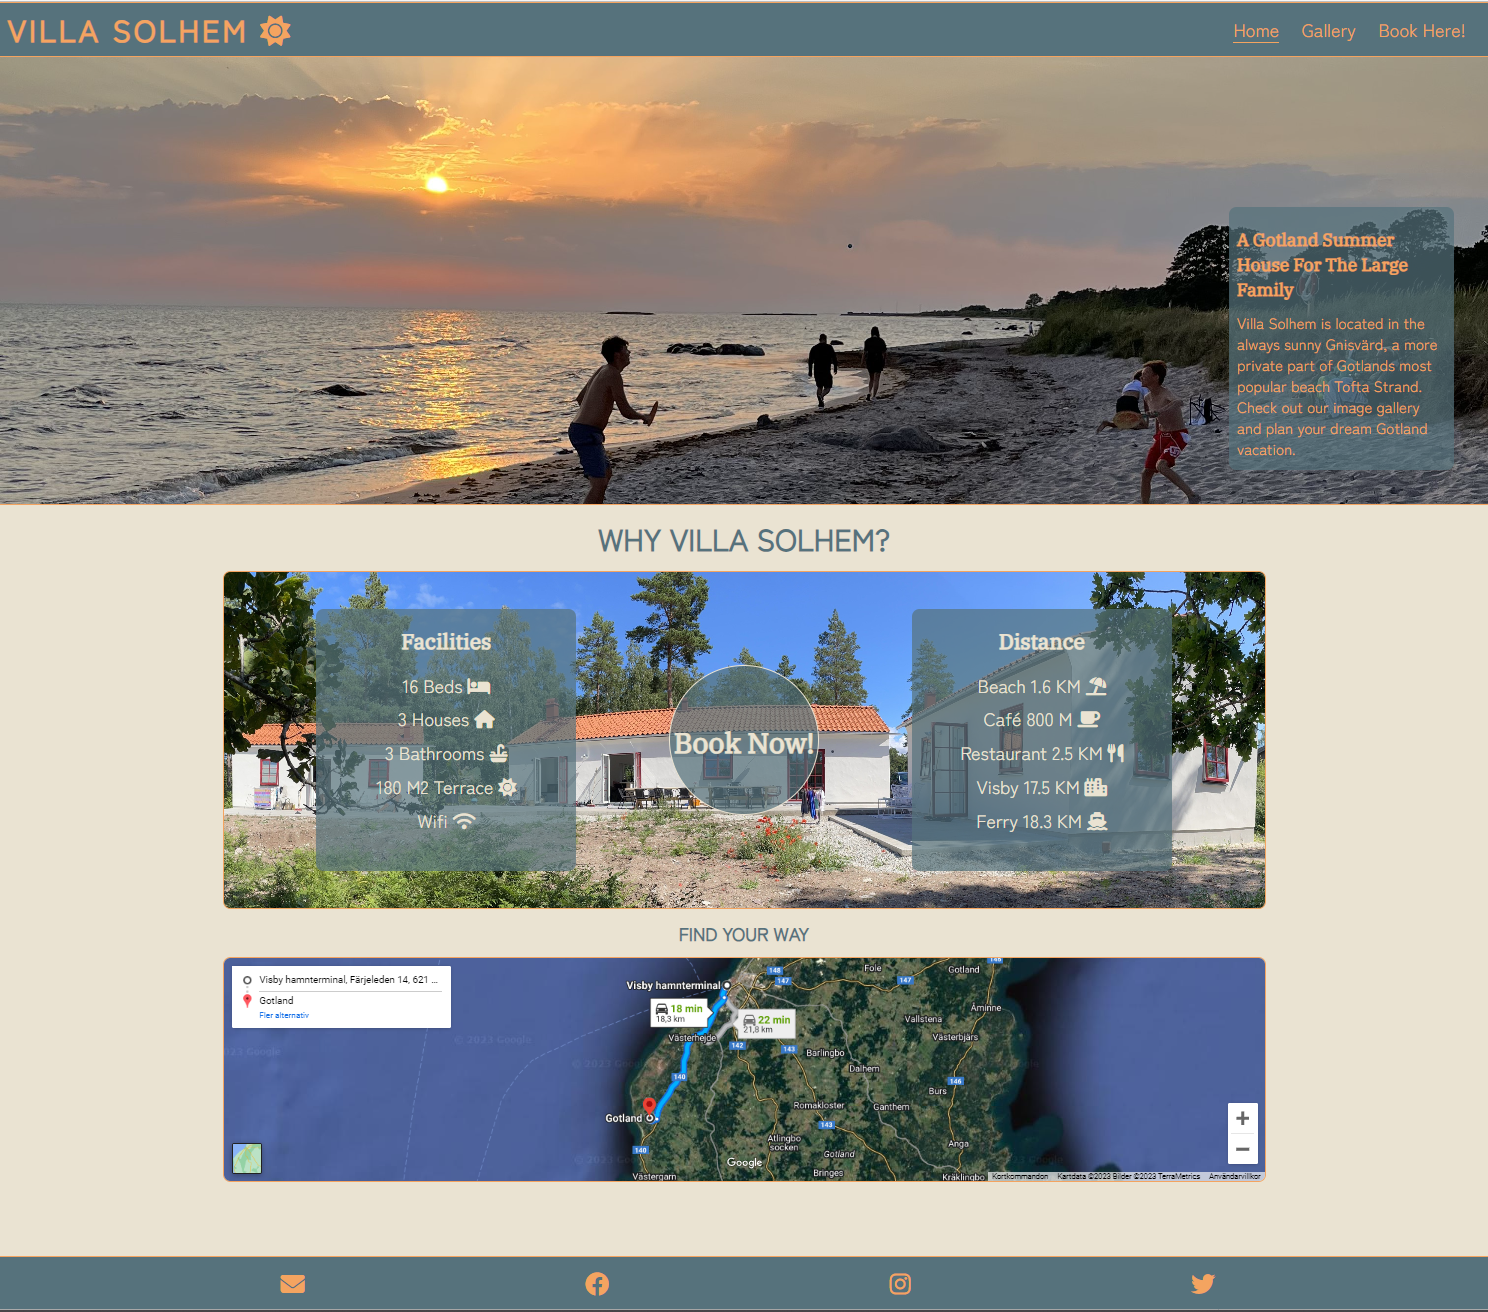 VILLA SOLHEM
Home Gallery Book Here!
A Gotland Summer
House For The Large
Family
Villa Solhem is located in the
always sunny Gnisvärd, a more
private part of Gotlands most
popular beach Tofta Strand.
Check out our image gallery
and plan your dream Gotland
vacation.
WHY VILLA SOLHEM?
Facilities
16 Beds
3 Houses
3 Bathrooms
180 M2 Terrace
Wifi
Book Now!
Distance
Beach 1.6 KM
Café 800 M
Restaurant 2.5 KM
Visby 17.5 KM
Ferry 18.3 KM
FIND YOUR WAY
Visby hamnterminal, Färjeleden 14, 621 ...
Gotland
Fler alternativ
Visby hamnterminal
18 min
18,3 km
22 min
21,8 km
Västerhejde
148
147
Fole
147
Gotland
Aminne
Vallstena
Västerbjärs
142
143
Barlingbo
Dalhem
140
146
Burs
Romakloster
Ganthem
Gotland
143
Atlingbo
socken
Anga
140
Gotland
Google
Västergarn
Bringes
Kräklingbo
© 2023 Google
+
−
Kortkommandon Kartdata ©2023 Bilder ©2023 TerraMetrics Användarvillkor